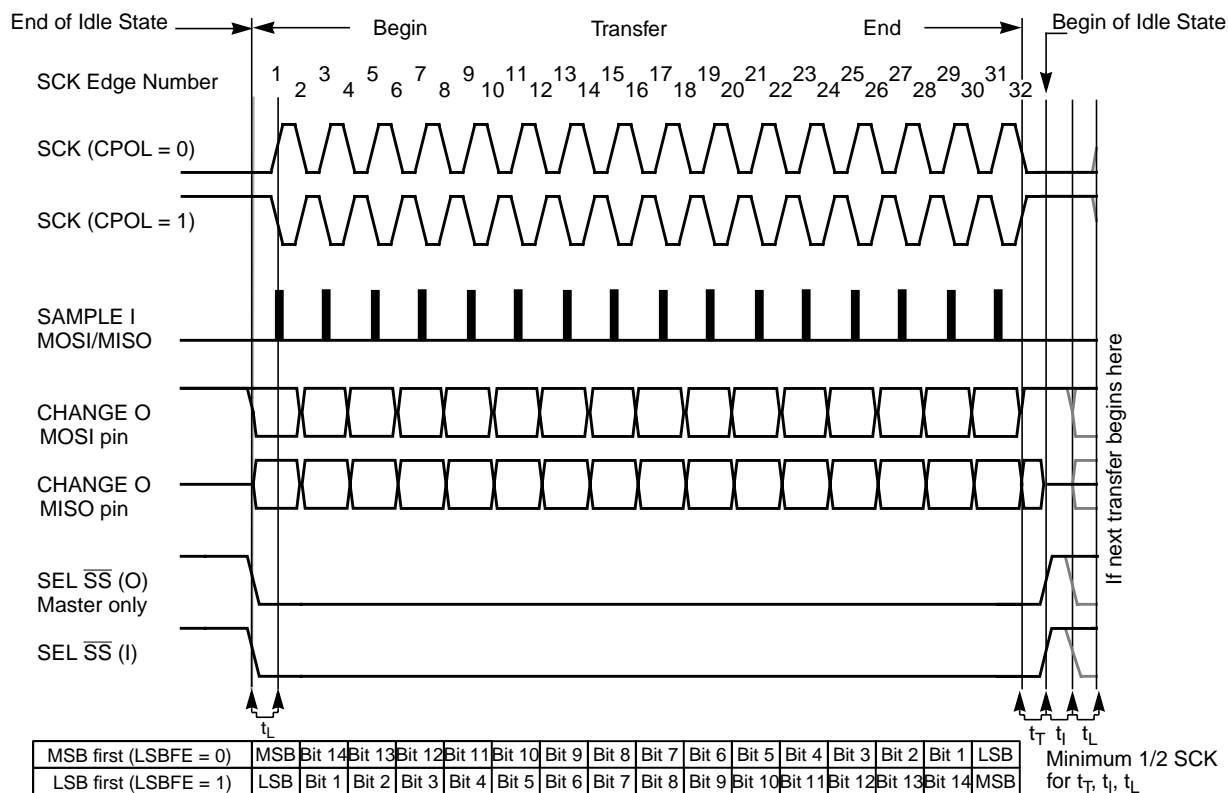 End of Idle State
Begin
Transfer
End
Begin of Idle State
SCK Edge Number
1 3 5 7 9 11 13 15 17 19 21 23 25 27 29 31
2 4 6 8 10 12 14 16 18 20 22 24 26 28 30 32
SCK (CPOL = 0)
SCK (CPOL = 1)
SAMPLE I
MOSI/MISO
CHANGE O
MOSI pin
CHANGE O
MISO pin
SEL SS (O)
Master only
SEL SS (I)
If next transfer begins here
tL
tT tI tL
MSB first (LSBFE = 0) MSB Bit 14 Bit 13 Bit 12 Bit 11 Bit 10 Bit 9 Bit 8 Bit 7 Bit 6 Bit 5 Bit 4 Bit 3 Bit 2 Bit 1 LSB
LSB first (LSBFE = 1) LSB Bit 1 Bit 2 Bit 3 Bit 4 Bit 5 Bit 6 Bit 7 Bit 8 Bit 9 Bit 10 Bit 11 Bit 12 Bit 13 Bit 14 MSB
Minimum 1/2 SCK
for tT, tI, tL